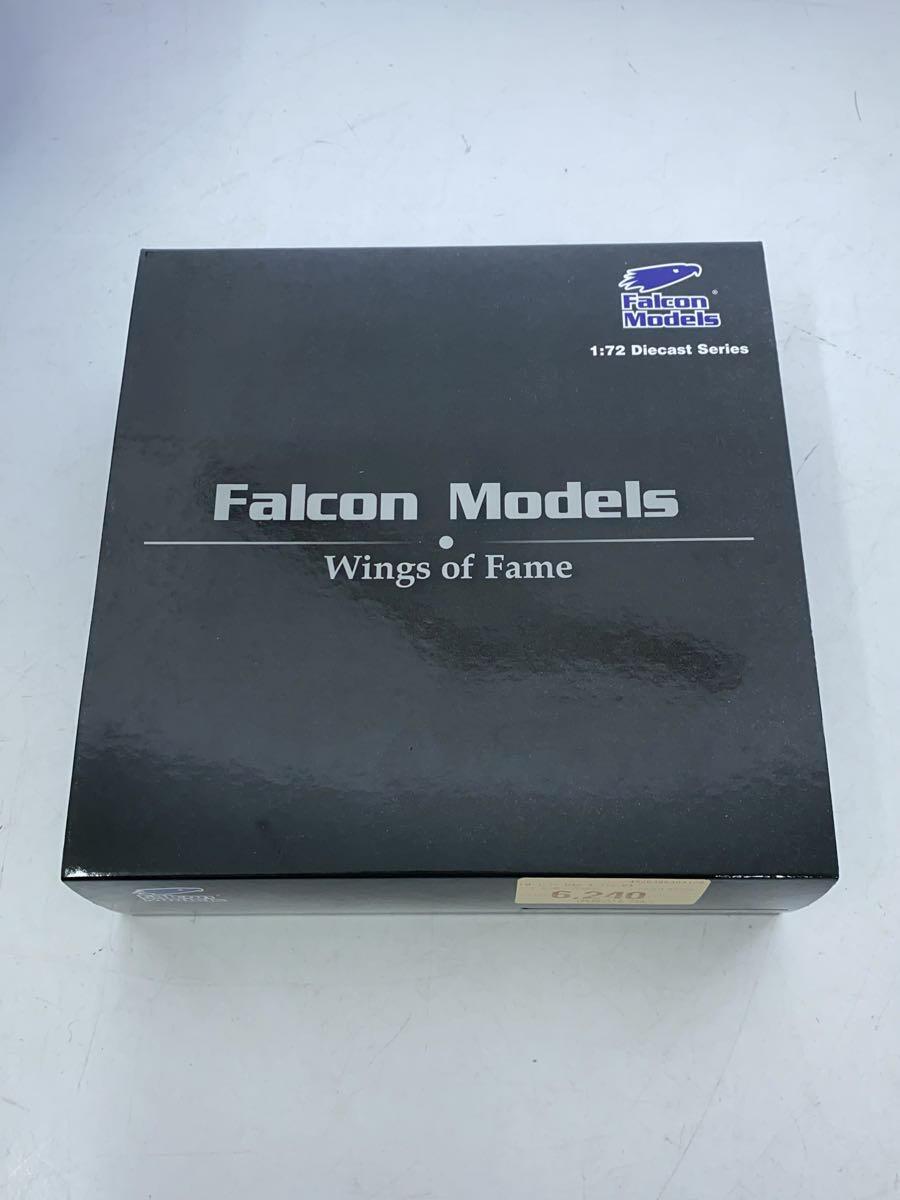 Falcon
Models
®
1:72 Diecast Series
Falcon Models
Wings of Fame
6,240